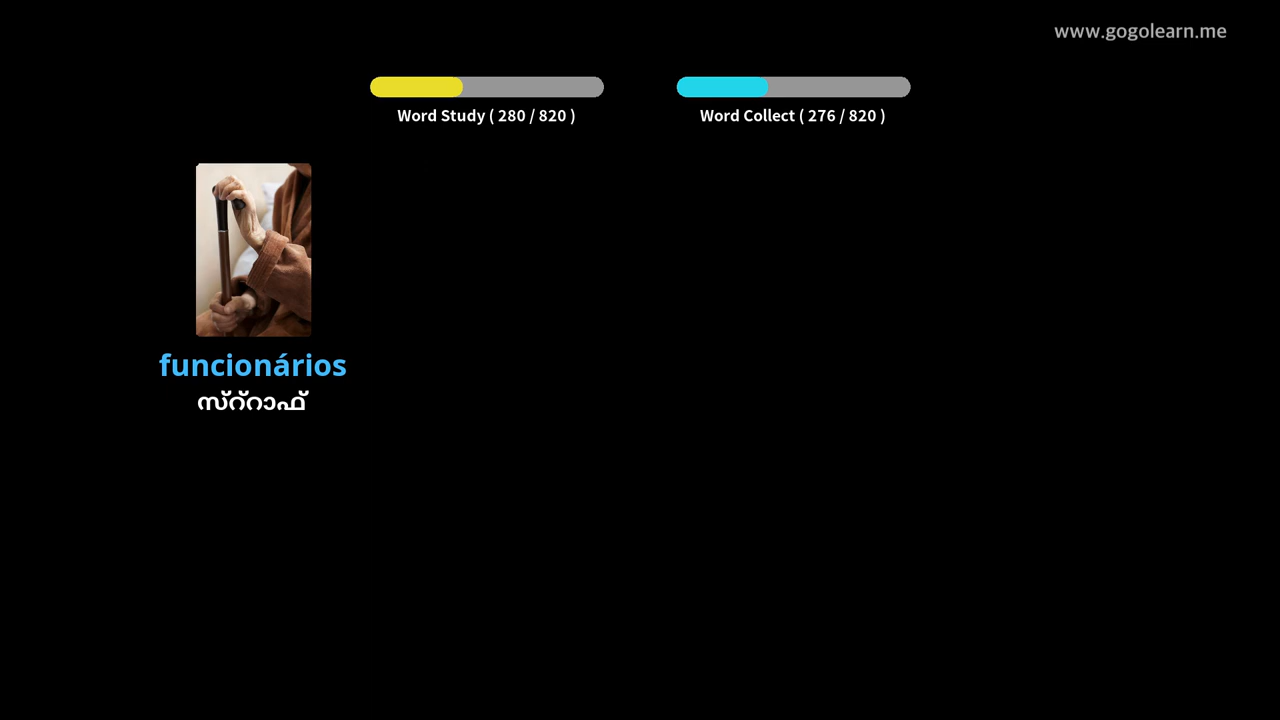 www.gogolearn.me
Word Study ( 280 / 820 )
Word Collect ( 276 / 820 )
funcionários
സ്റ്റാഫ്